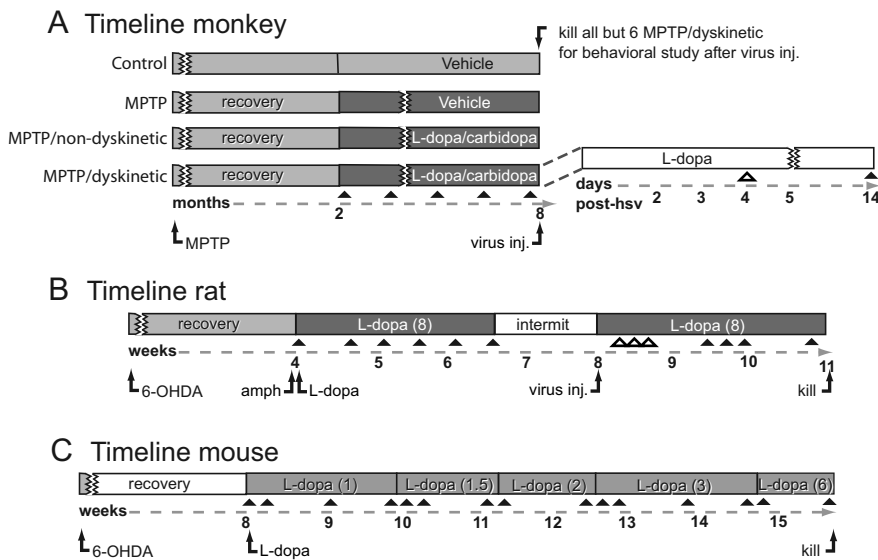 A Timeline monkey
kill all but 6 MPTP/dyskinetic
for behavioral study after virus inj.
Control Vehicle
MPTP recovery Vehicle
MPTP/non-dyskinetic recovery L-dopa/carbidopa
MPTP/dyskinetic recovery L-dopa/carbidopa
L-dopa
months 2 8
days
post-hsv 2 3 4 5 14
MPTP virus inj.
B Timeline rat
recovery L-dopa (8) intermit L-dopa (8)
weeks 4 5 6 7 8 9 10 11
6-OHDA amph L-dopa virus inj. kill
C Timeline mouse
recovery L-dopa (1) L-dopa (1.5) L-dopa (2) L-dopa (3) L-dopa (6)
weeks 8 9 10 11 12 13 14 15
6-OHDA L-dopa kill